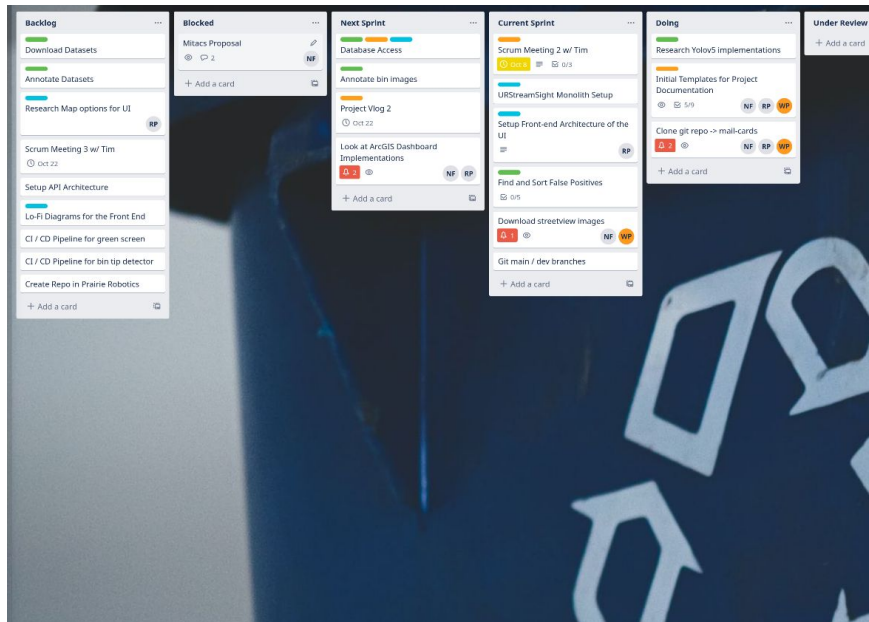 Backlog
Download Datasets
Annotate Datasets
Research Map options for UI
RP
Scrum Meeting 3 w/ Tim
Oct 22
Setup API Architecture
Lo-Fi Diagrams for the Front End
CI / CD Pipeline for green screen
CI / CD Pipeline for bin tip detector
Create Repo in Prairie Robotics
+ Add a card
Blocked
Mitacs Proposal
2
NF
+ Add a card
Next Sprint
Database Access
Annotate bin images
Project Vlog 2
Oct 22
Look at ArcGIS Dashboard
Implementations
2
NF RP
+ Add a card
Current Sprint
Scrum Meeting 2 w/ Tim
Oct 8 0/3
URStreamSight Monolith Setup
Setup Front-end Architecture of the
UI
RP
Find and Sort False Positives
0/5
Download streetview images
1
NF WP
Git main / dev branches
+ Add a card
Doing
Research Yolov5 implementations
Initial Templates for Project
Documentation
5/9
NF RP WP
Clone git repo -> mail-cards
2
NF RP WP
+ Add a card
Under Review
+ Add a card